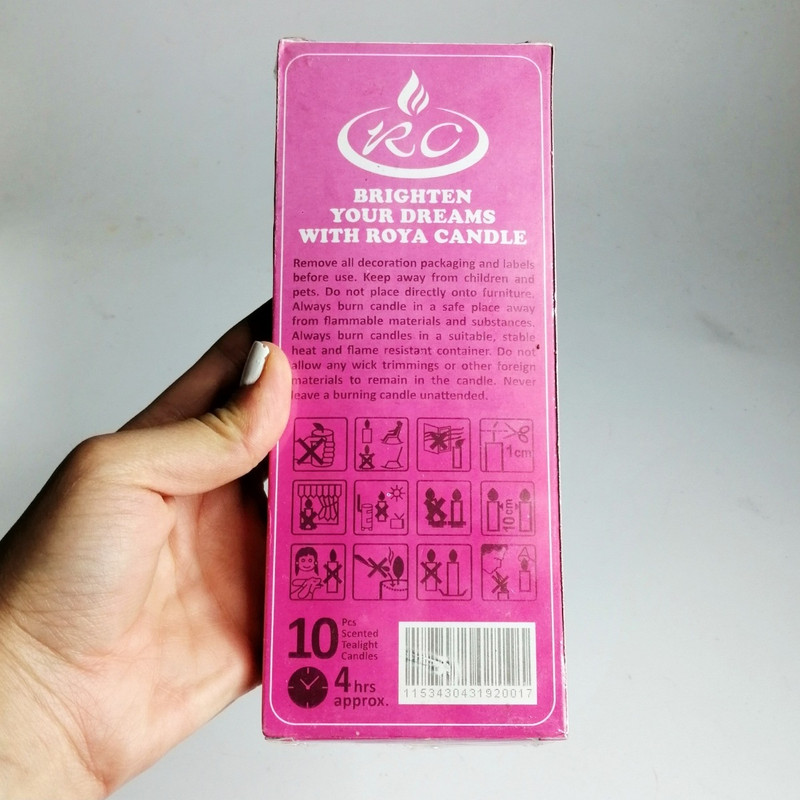 RC
BRIGHTEN
YOUR DREAMS
WITH ROYA CANDLE
Remove all decoration packaging and labels
before use. Keep away from children and
pets. Do not place directly onto furniture.
Always burn candle in a safe place away
from flammable materials and substances.
Always burn candles in a suitable, stable
heat and flame resistant container. Do not
allow any wick trimmings or other foreign
materials to remain in the candle. Never
leave a burning candle unattended.
1cm
10cm
10 Pcs
Scented
Tealight
Candles
4 hrs
approx.
1153430431920017